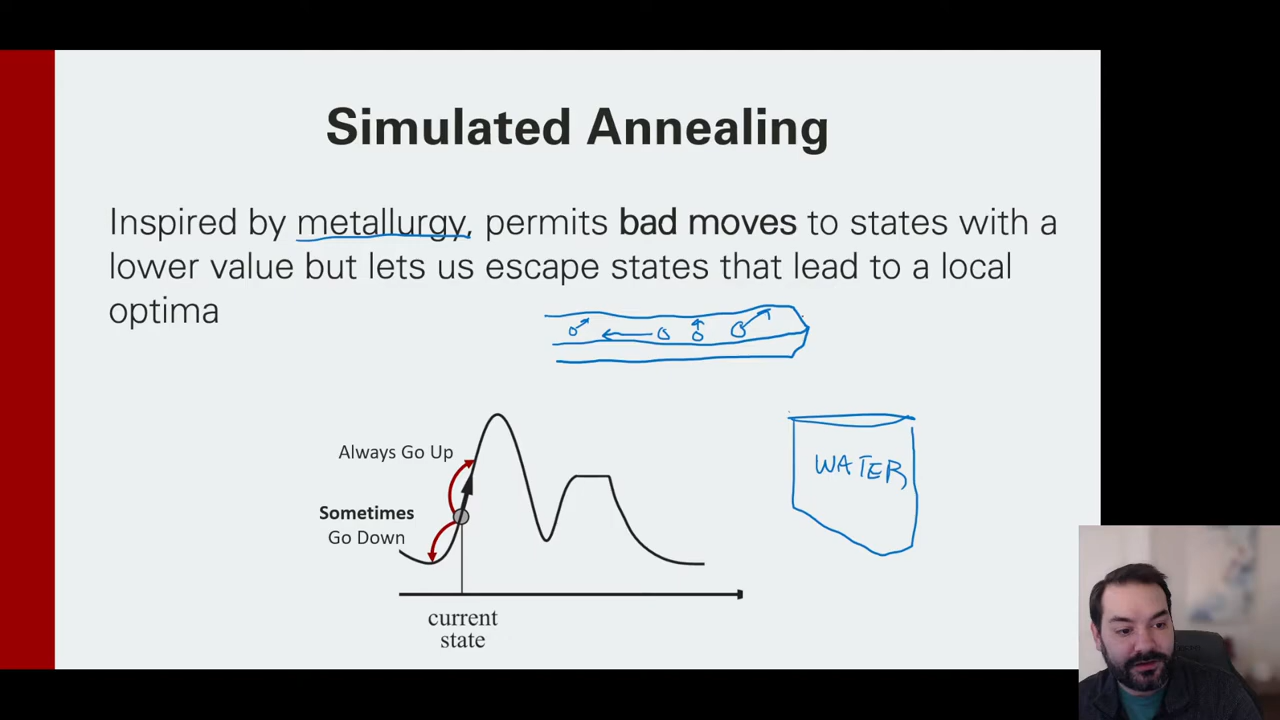 Simulated Annealing
Inspired by metallurgy, permits bad moves to states with a
lower value but lets us escape states that lead to a local
optima
Always Go Up
Sometimes
Go Down
WATER
current
state